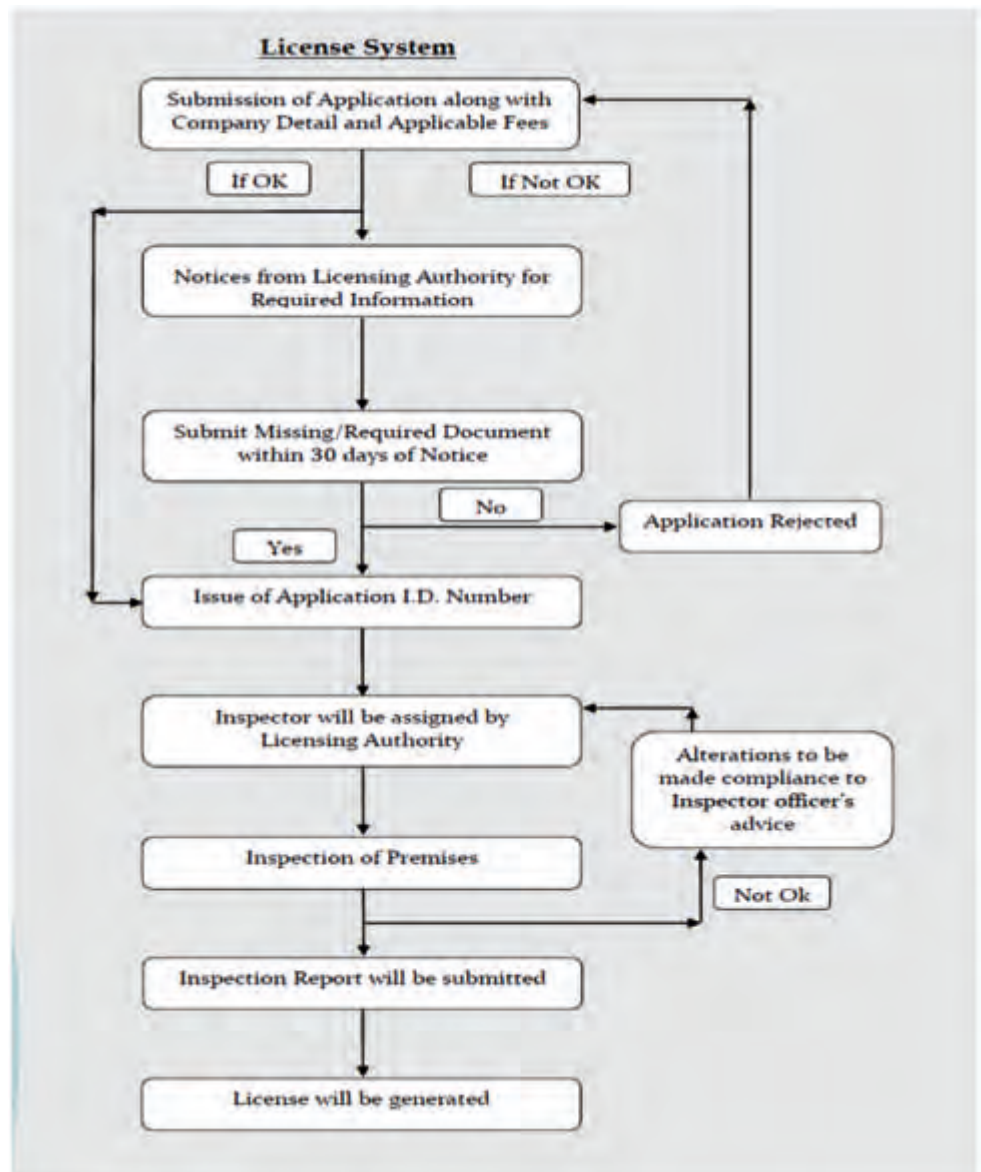 License System
Submission of Application along with
Company Detail and Applicable Fees
If OK
If Not OK
Notices from Licensing Authority for
Required Information
Submit Missing/Required Document
within 30 days of Notice
No
Application Rejected
Yes
Issue of Application I.D. Number
Inspector will be assigned by
Licensing Authority
Alterations to be
made compliance to
Inspector officer's
advice
Inspection of Premises
Not Ok
Inspection Report will be submitted
License will be generated